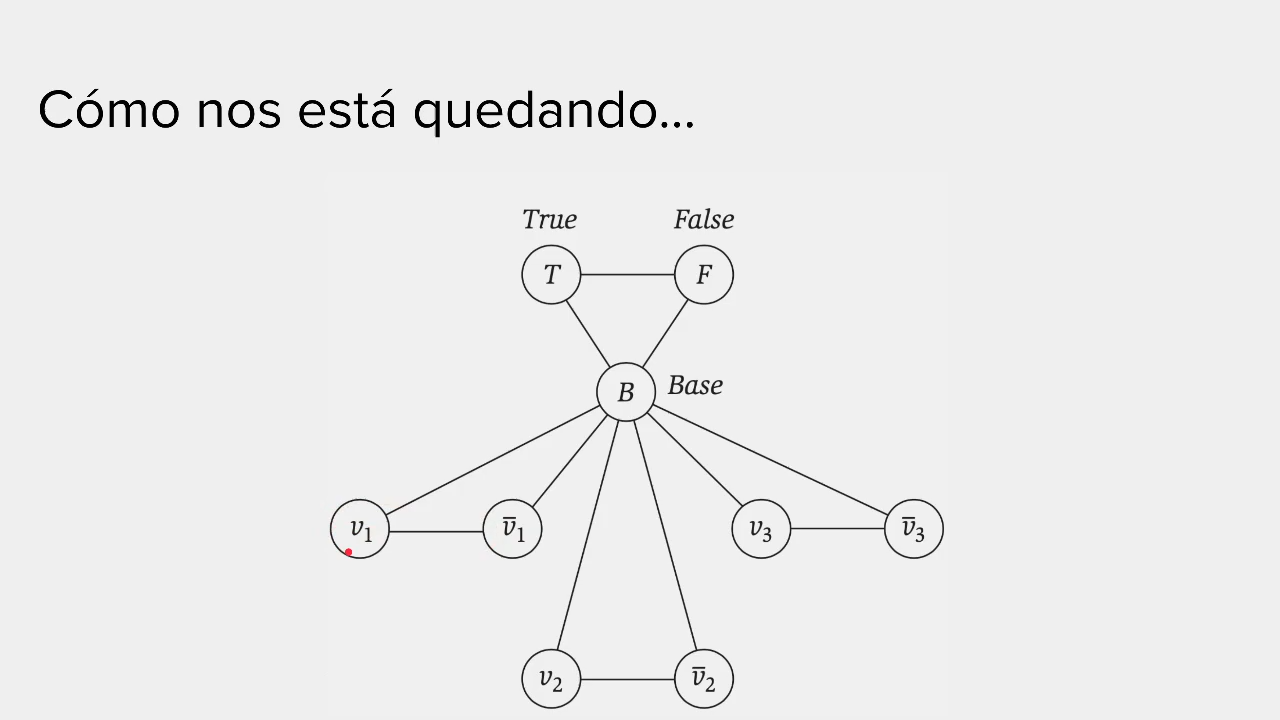 Cómo nos está quedando...
True False
T F
B Base
v₁ v̅₁ v₃ v̅₃
v₂ v̅₂